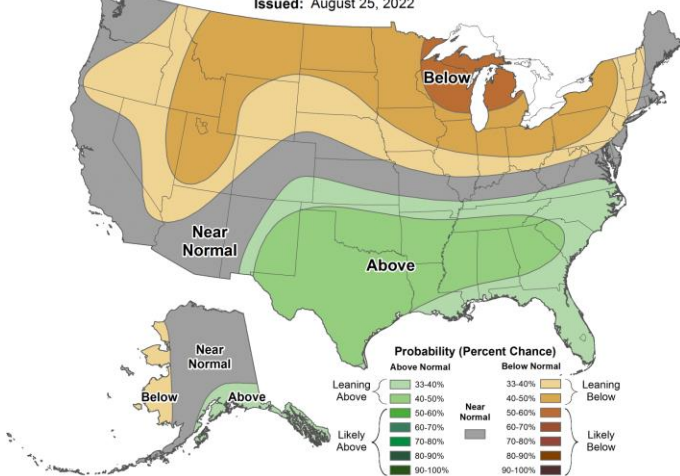 Issued: August 25, 2022
Below
Near
Normal
Above
Near
Normal
Below
Above
Probability (Percent Chance)
Above Normal
Below Normal
Leaning
Above
33-40%
40-50%
Likely
Above
50-60%
60-70%
70-80%
80-90%
90-100%
Near
Normal
33-40%
40-50%
Leaning
Below
50-60%
60-70%
70-80%
80-90%
90-100%
Likely
Below